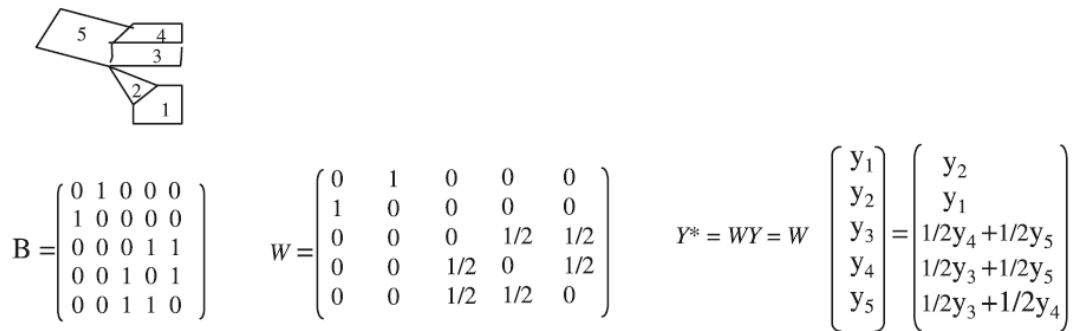 5
4
3
2
1
B = ( 0 1 0 0 0
1 0 0 0 0
0 0 0 1 1
0 0 1 0 1
0 0 1 1 0 )
W = ( 0 1 0 0 0
1 0 0 0 0
0 0 0 1/2 1/2
0 0 1/2 0 1/2
0 0 1/2 1/2 0 )
Y* = WY = W ( y₁ y₂ y₃ y₄ y₅ ) = ( y₂
y₁
1/2y₄ +1/2y₅
1/2y₃ +1/2y₅
1/2y₃ +1/2y₄ )